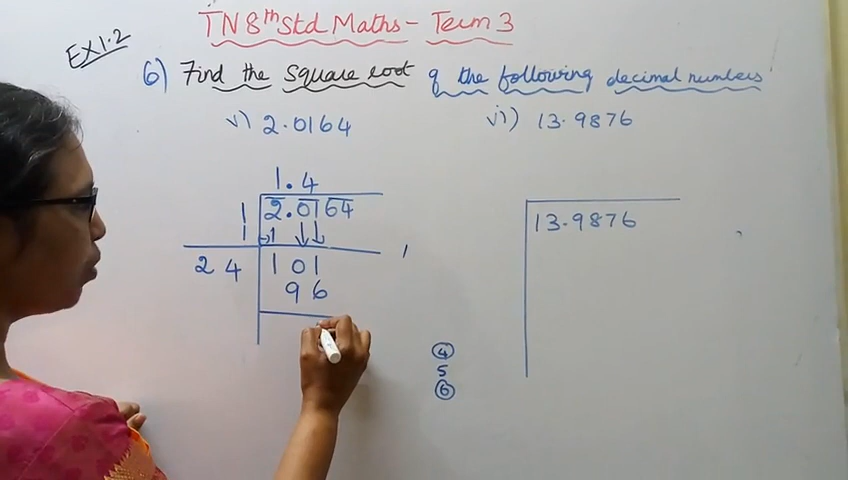 TN 8th Std Maths - Term 3
EX 1.2
6) Find the square root of the following decimal numbers
v) 2.0164
vi) 13.9876
1.4
1 2.0164
1 -1
24 101
96
13.9876
4
5
6